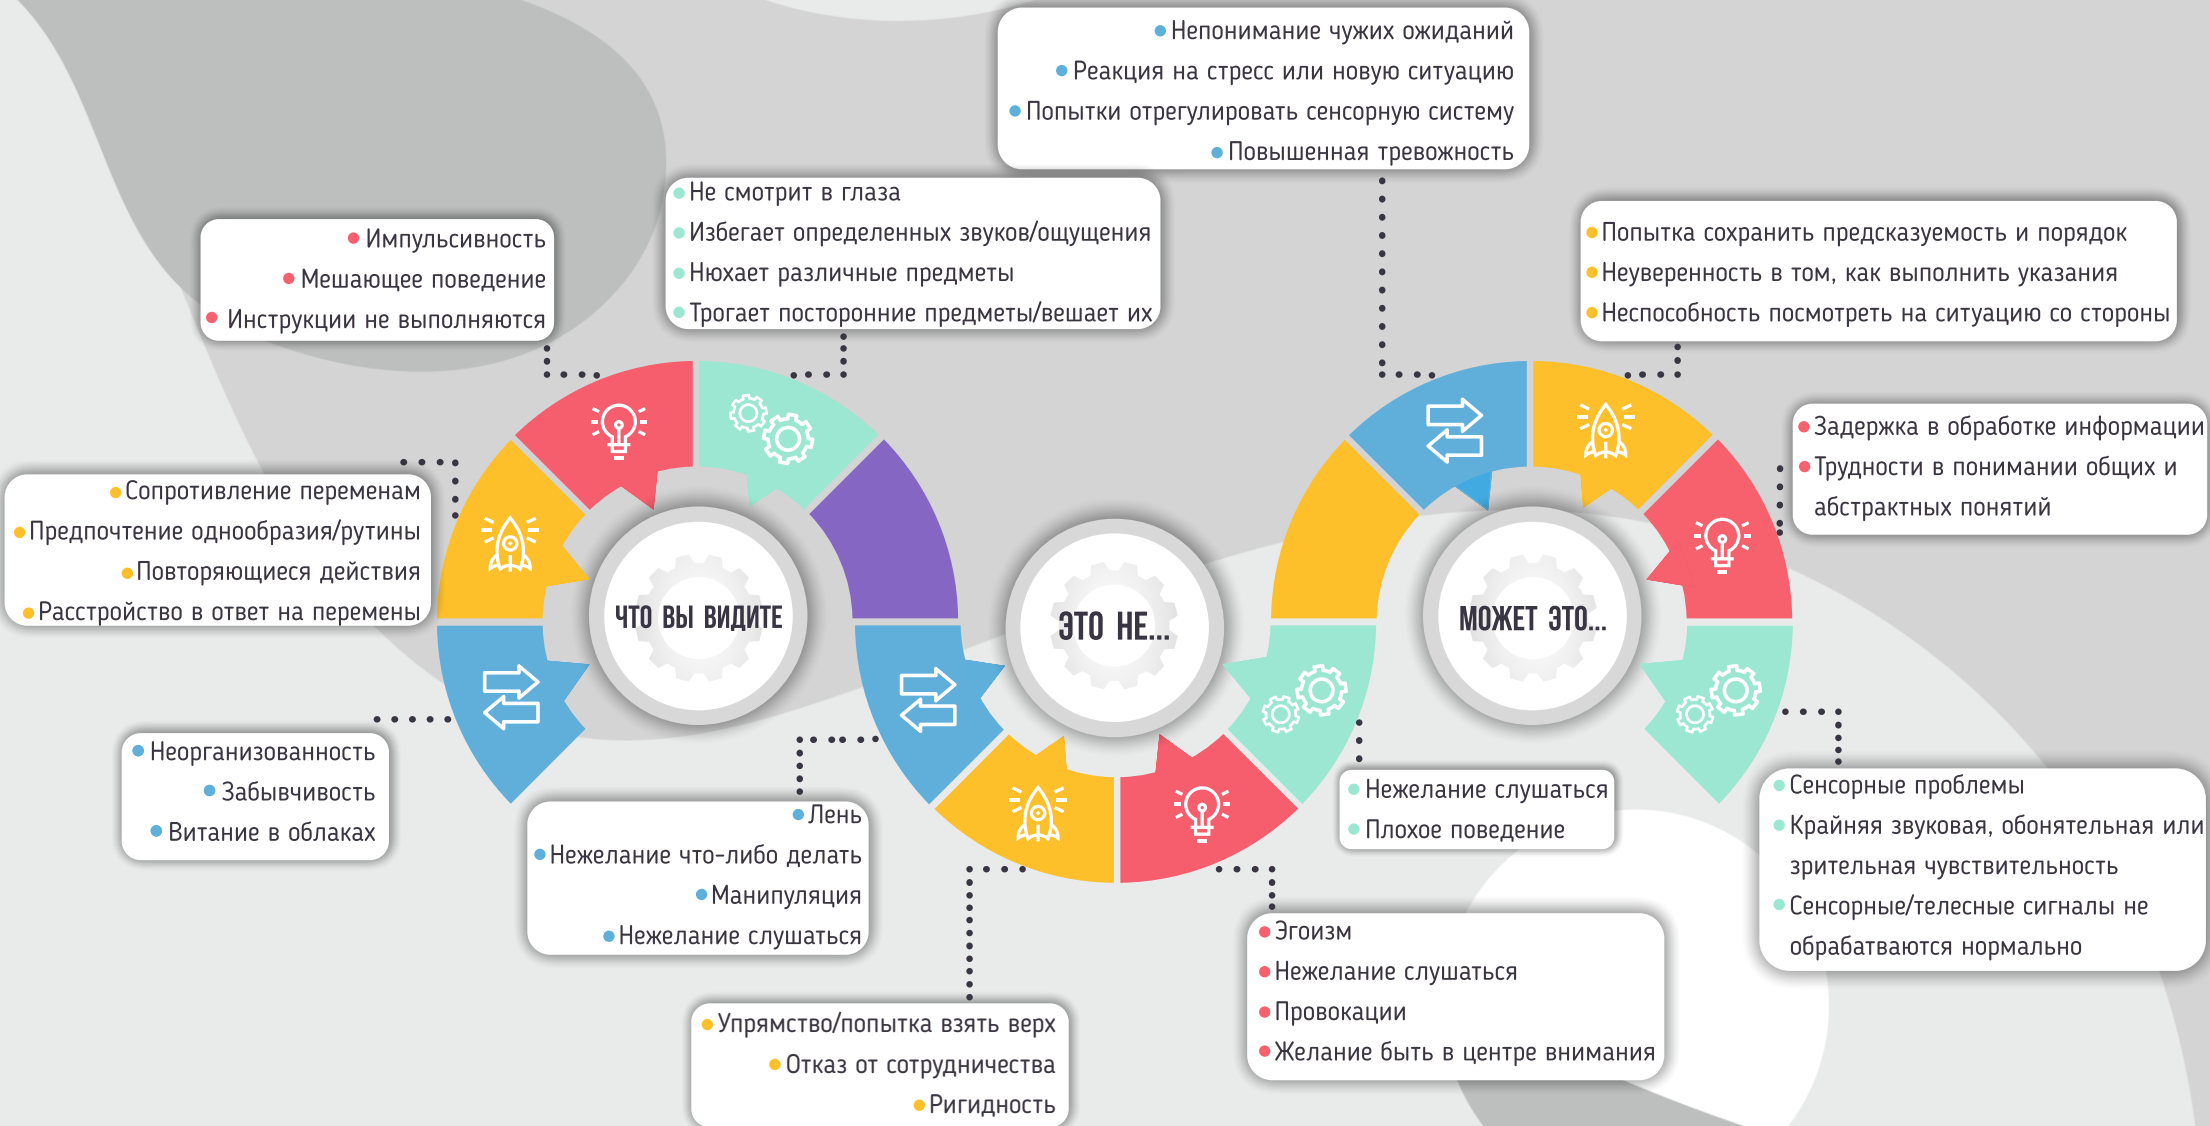 Непонимание чужих ожиданий
Реакция на стресс или новую ситуацию
Попытки отрегулировать сенсорную систему
Повышенная тревожность
Не смотрит в глаза
Избегает определенных звуков/ощущения
Нюхает различные предметы
Трогает посторонние предметы/вешает их
Импульсивность
Мешающее поведение
Инструкции не выполняются
Попытка сохранить предсказуемость и порядок
Неуверенность в том, как выполнить указания
Неспособность посмотреть на ситуацию со стороны
Задержка в обработке информации
Трудности в понимании общих и
абстрактных понятий
Сопротивление переменам
Предпочтение однообразия/рутины
Повторяющиеся действия
Расстройство в ответ на перемены
ЧТО ВЫ ВИДИТЕ
ЭТО НЕ...
МОЖЕТ ЭТО...
Неорганизованность
Забывчивость
Витание в облаках
Лень
Нежелание что-либо делать
Манипуляция
Нежелание слушаться
Нежелание слушаться
Плохое поведение
Сенсорные проблемы
Крайняя звуковая, обонятельная или
зрительная чувствительность
Сенсорные/телесные сигналы не
обрабатваются нормально
Эгоизм
Нежелание слушаться
Провокации
Желание быть в центре внимания
Упрямство/попытка взять верх
Отказ от сотрудничества
Ригидность